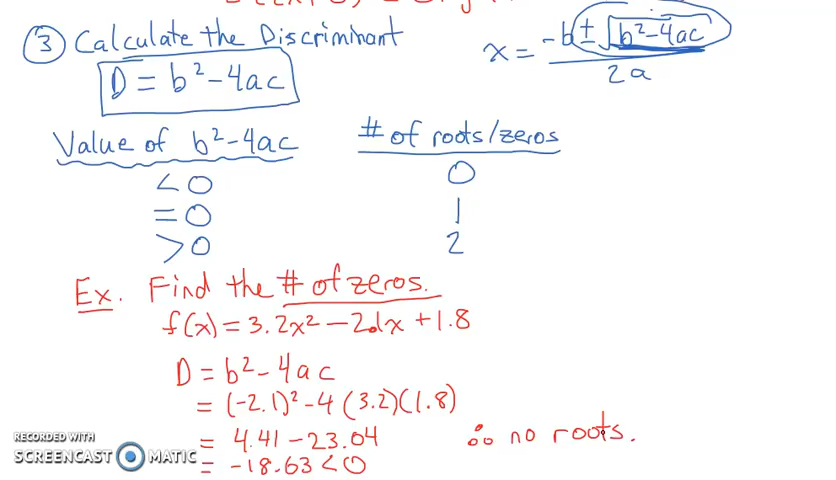 ③ Calculate the Discriminant
D = b² - 4ac
x = -b ± √b² - 4ac / 2a
Value of b² - 4ac    # of roots/zeros
< 0    0
= 0    1
> 0    2
Ex. Find the # of zeros.
f(x) = 3.2x² - 2.1x + 1.8
D = b² - 4ac
= (-2.1)² - 4(3.2)(1.8)
= 4.41 - 23.04    ∴ no roots.
= -18.63 < 0
RECORDED WITH
SCREENCAST O MATIC